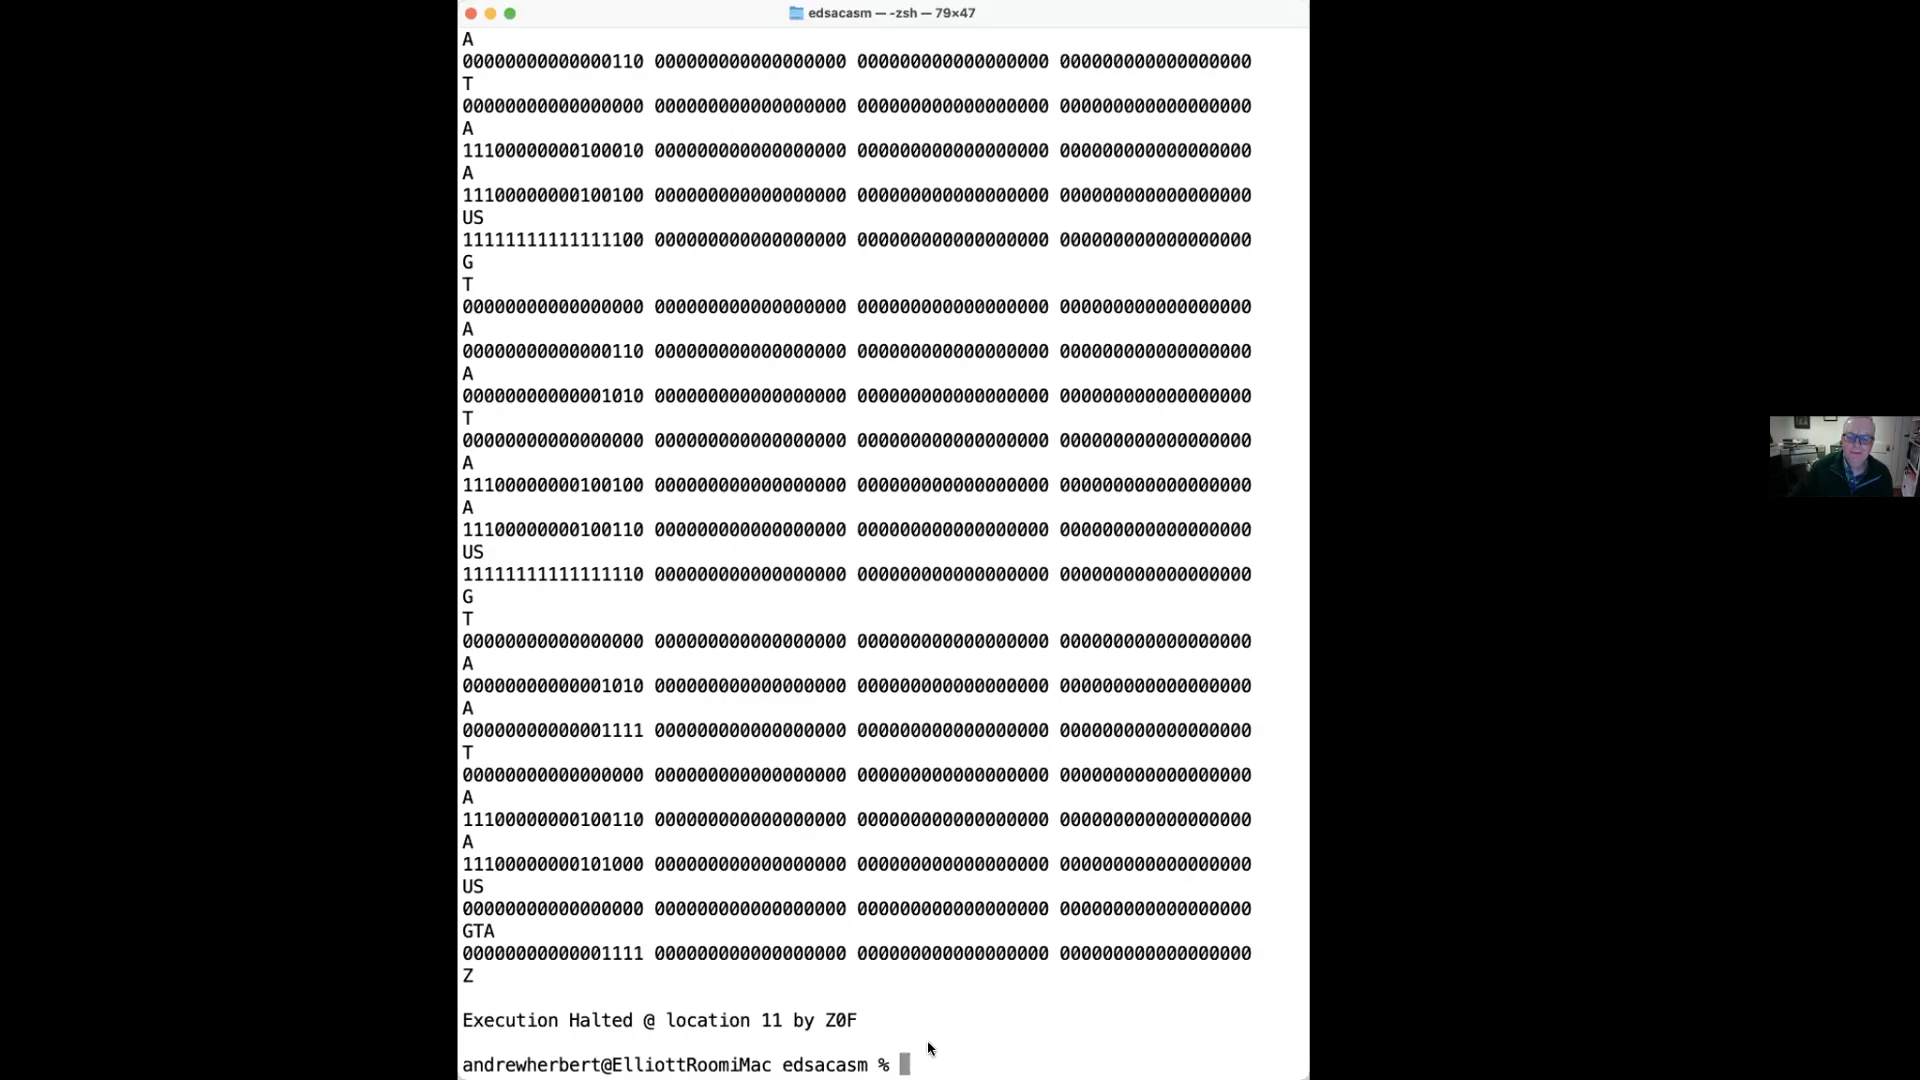 edsacasm — -zsh — 79×47
A
00000000000000110 000000000000000000 000000000000000000 000000000000000000
T
00000000000000000 000000000000000000 000000000000000000 000000000000000000
A
11100000000100010 000000000000000000 000000000000000000 000000000000000000
A
11100000000100100 000000000000000000 000000000000000000 000000000000000000
US
11111111111111100 000000000000000000 000000000000000000 000000000000000000
G
T
00000000000000000 000000000000000000 000000000000000000 000000000000000000
A
00000000000000110 000000000000000000 000000000000000000 000000000000000000
A
00000000000001010 000000000000000000 000000000000000000 000000000000000000
T
00000000000000000 000000000000000000 000000000000000000 000000000000000000
A
11100000000100100 000000000000000000 000000000000000000 000000000000000000
A
11100000000100110 000000000000000000 000000000000000000 000000000000000000
US
11111111111111110 000000000000000000 000000000000000000 000000000000000000
G
T
00000000000000000 000000000000000000 000000000000000000 000000000000000000
A
00000000000001010 000000000000000000 000000000000000000 000000000000000000
A
00000000000001111 000000000000000000 000000000000000000 000000000000000000
T
00000000000000000 000000000000000000 000000000000000000 000000000000000000
A
11100000000100110 000000000000000000 000000000000000000 000000000000000000
A
11100000000101000 000000000000000000 000000000000000000 000000000000000000
US
00000000000000000 000000000000000000 000000000000000000 000000000000000000
GTA
00000000000001111 000000000000000000 000000000000000000 000000000000000000
Z
Execution Halted @ location 11 by Z0F
andrewherbert@ElliottRoomiMac edsacasm %